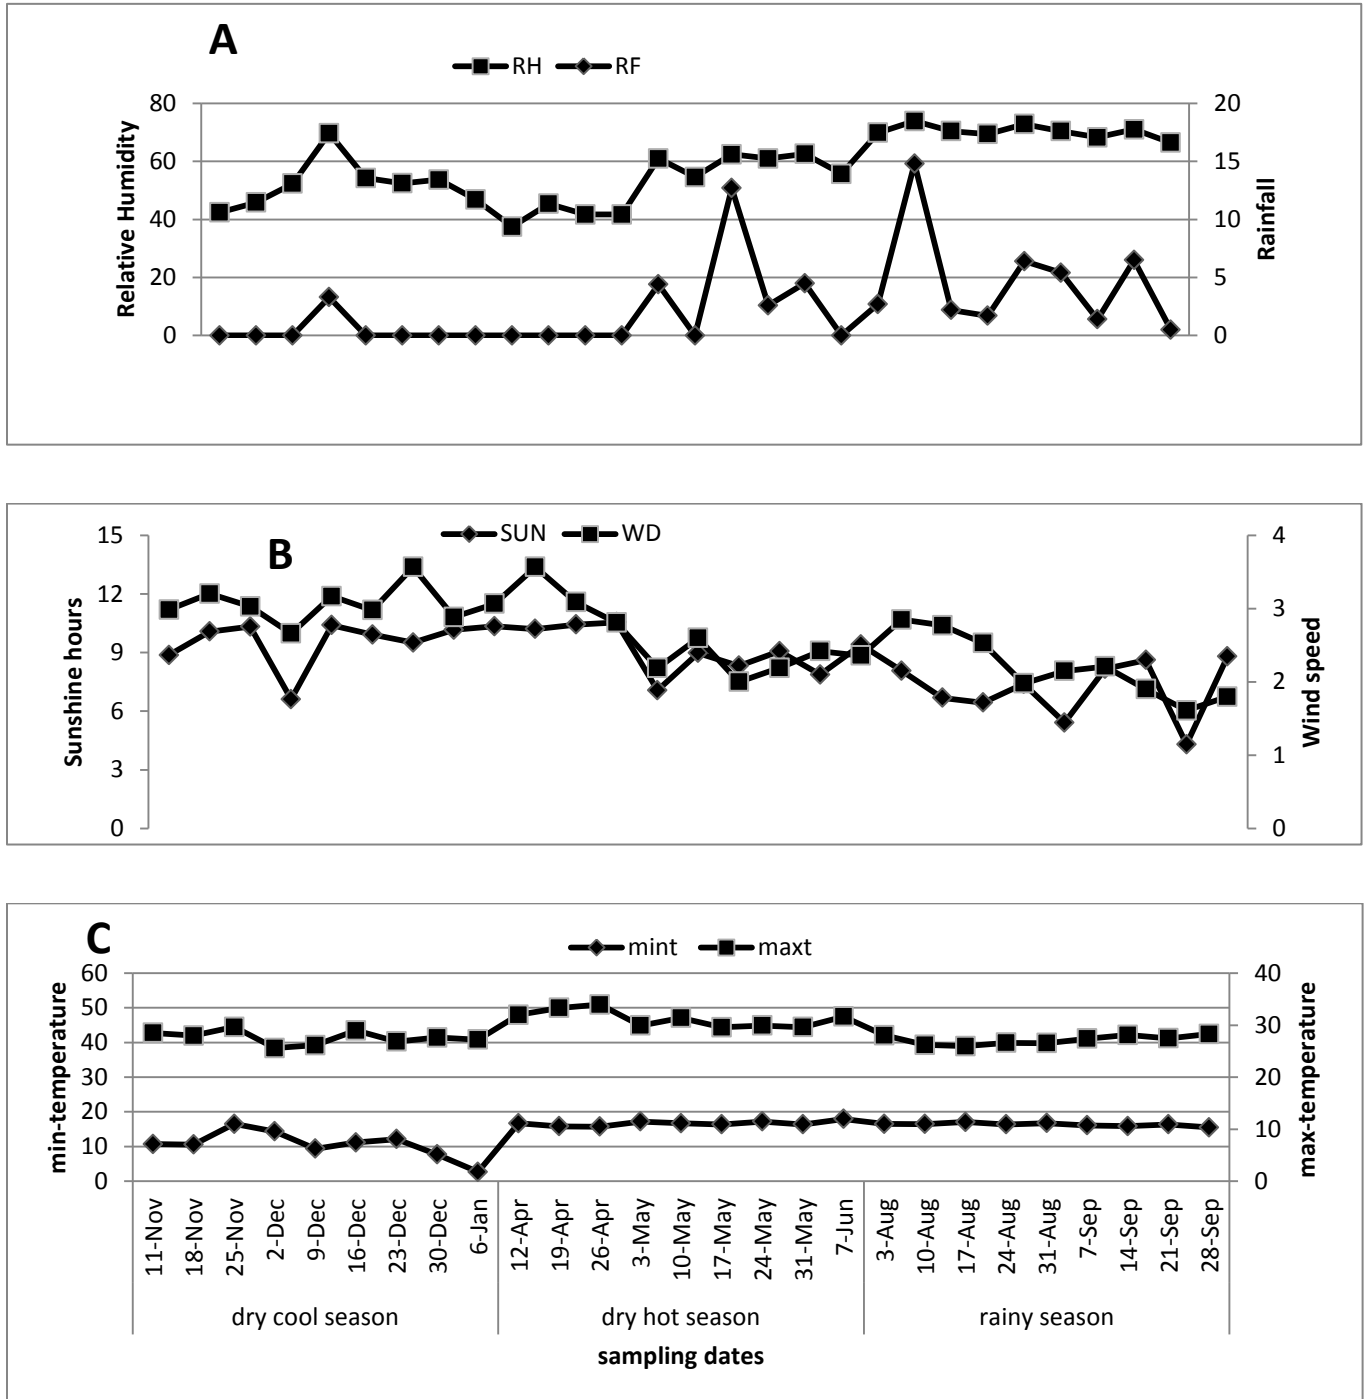 A
RH RF
80 20
60 15
40 10
20 5
0 0
Relative Humidity
Rainfall
B
SUN WD
15 4
12
9
6
3
0
3
2
1
0
Sunshine hours
Wind speed
C
mint maxt
60 40
50
40
30
20
10
0
30
20
10
0
min-temperature
max-temperature
11-Nov
18-Nov
25-Nov
2-Dec
9-Dec
16-Dec
23-Dec
30-Dec
6-Jan
12-Apr
19-Apr
26-Apr
3-May
10-May
17-May
24-May
31-May
7-Jun
3-Aug
10-Aug
17-Aug
24-Aug
31-Aug
7-Sep
14-Sep
21-Sep
28-Sep
dry cool season dry hot season rainy season
sampling dates